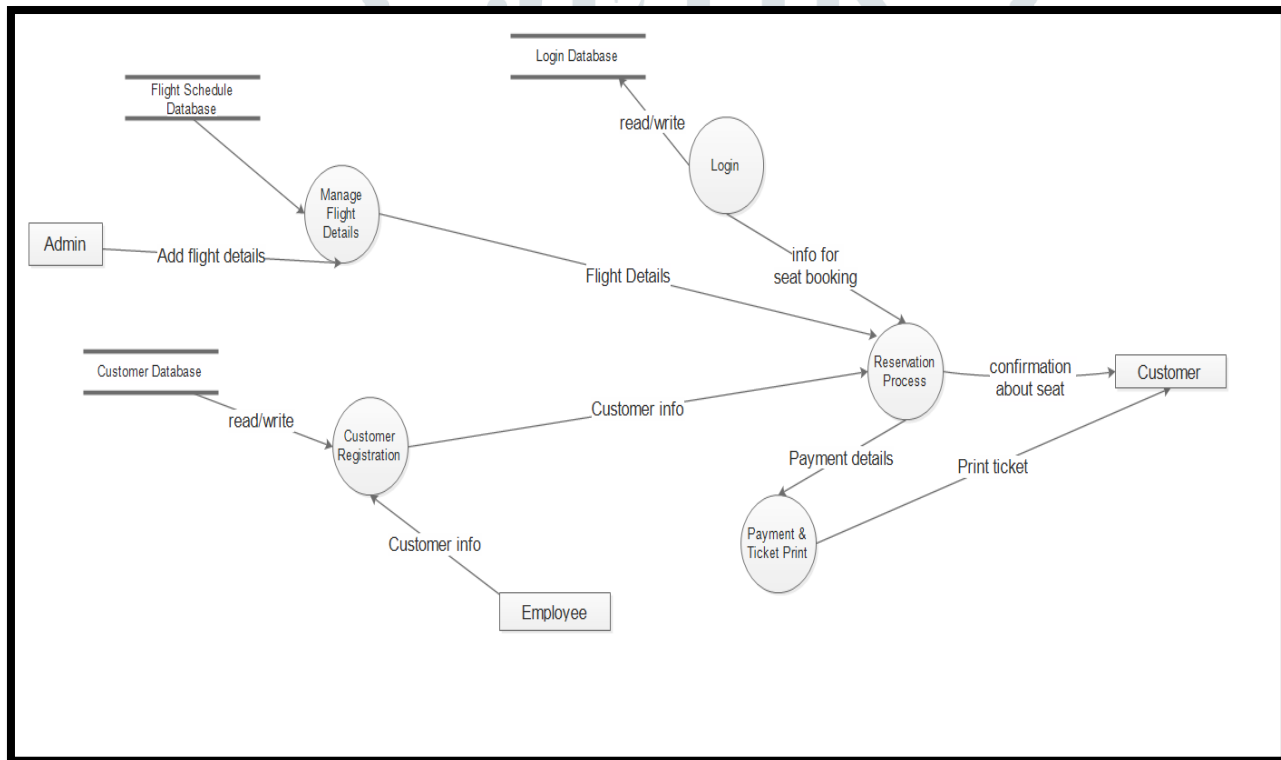 Login Database
Flight Schedule
Database
read/write
Login
Manage
Flight
Details
Admin
Add flight details
info for
seat booking
Flight Details
Customer Database
Reservation
Process
confirmation
about seat
Customer
read/write
Customer info
Customer
Registration
Payment details
Print ticket
Customer info
Payment &
Ticket Print
Employee